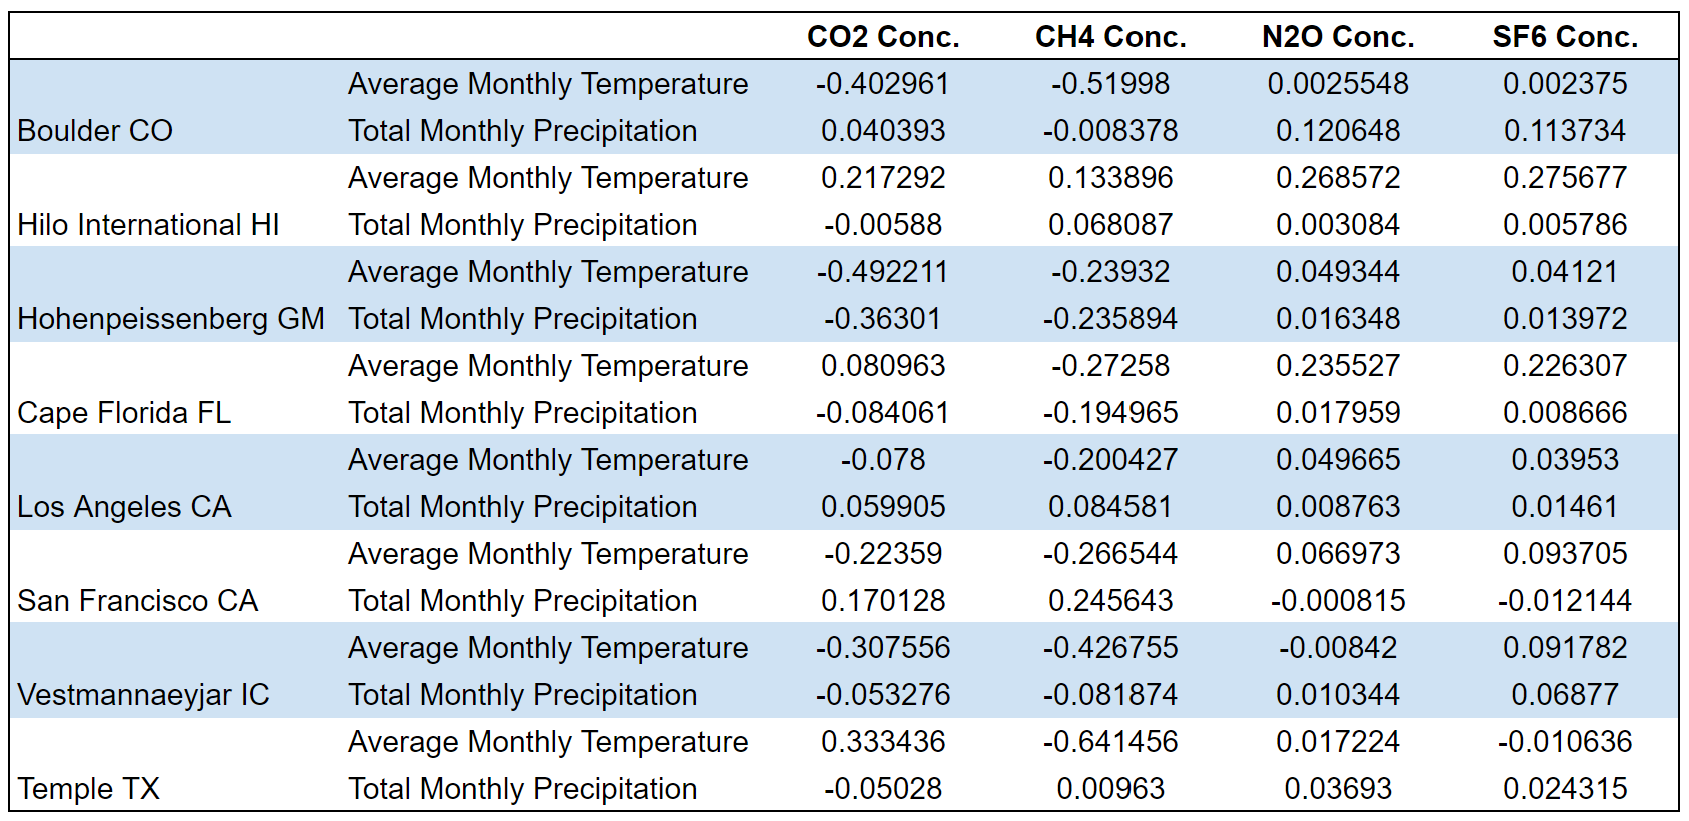 CO2 Conc. CH4 Conc. N2O Conc. SF6 Conc.
Average Monthly Temperature -0.402961 -0.51998 0.0025548 0.002375
Boulder CO Total Monthly Precipitation 0.040393 -0.008378 0.120648 0.113734
Average Monthly Temperature 0.217292 0.133896 0.268572 0.275677
Hilo International HI Total Monthly Precipitation -0.00588 0.068087 0.003084 0.005786
Average Monthly Temperature -0.492211 -0.23932 0.049344 0.04121
Hohenpeissenberg GM Total Monthly Precipitation -0.36301 -0.235894 0.016348 0.013972
Average Monthly Temperature 0.080963 -0.27258 0.235527 0.226307
Cape Florida FL Total Monthly Precipitation -0.084061 -0.194965 0.017959 0.008666
Average Monthly Temperature -0.078 -0.200427 0.049665 0.03953
Los Angeles CA Total Monthly Precipitation 0.059905 0.084581 0.008763 0.01461
Average Monthly Temperature -0.22359 -0.266544 0.066973 0.093705
San Francisco CA Total Monthly Precipitation 0.170128 0.245643 -0.000815 -0.012144
Average Monthly Temperature -0.307556 -0.426755 -0.00842 0.091782
Vestmannaeyjar IC Total Monthly Precipitation -0.053276 -0.081874 0.010344 0.06877
Average Monthly Temperature 0.333436 -0.641456 0.017224 -0.010636
Temple TX Total Monthly Precipitation -0.05028 0.00963 0.03693 0.024315